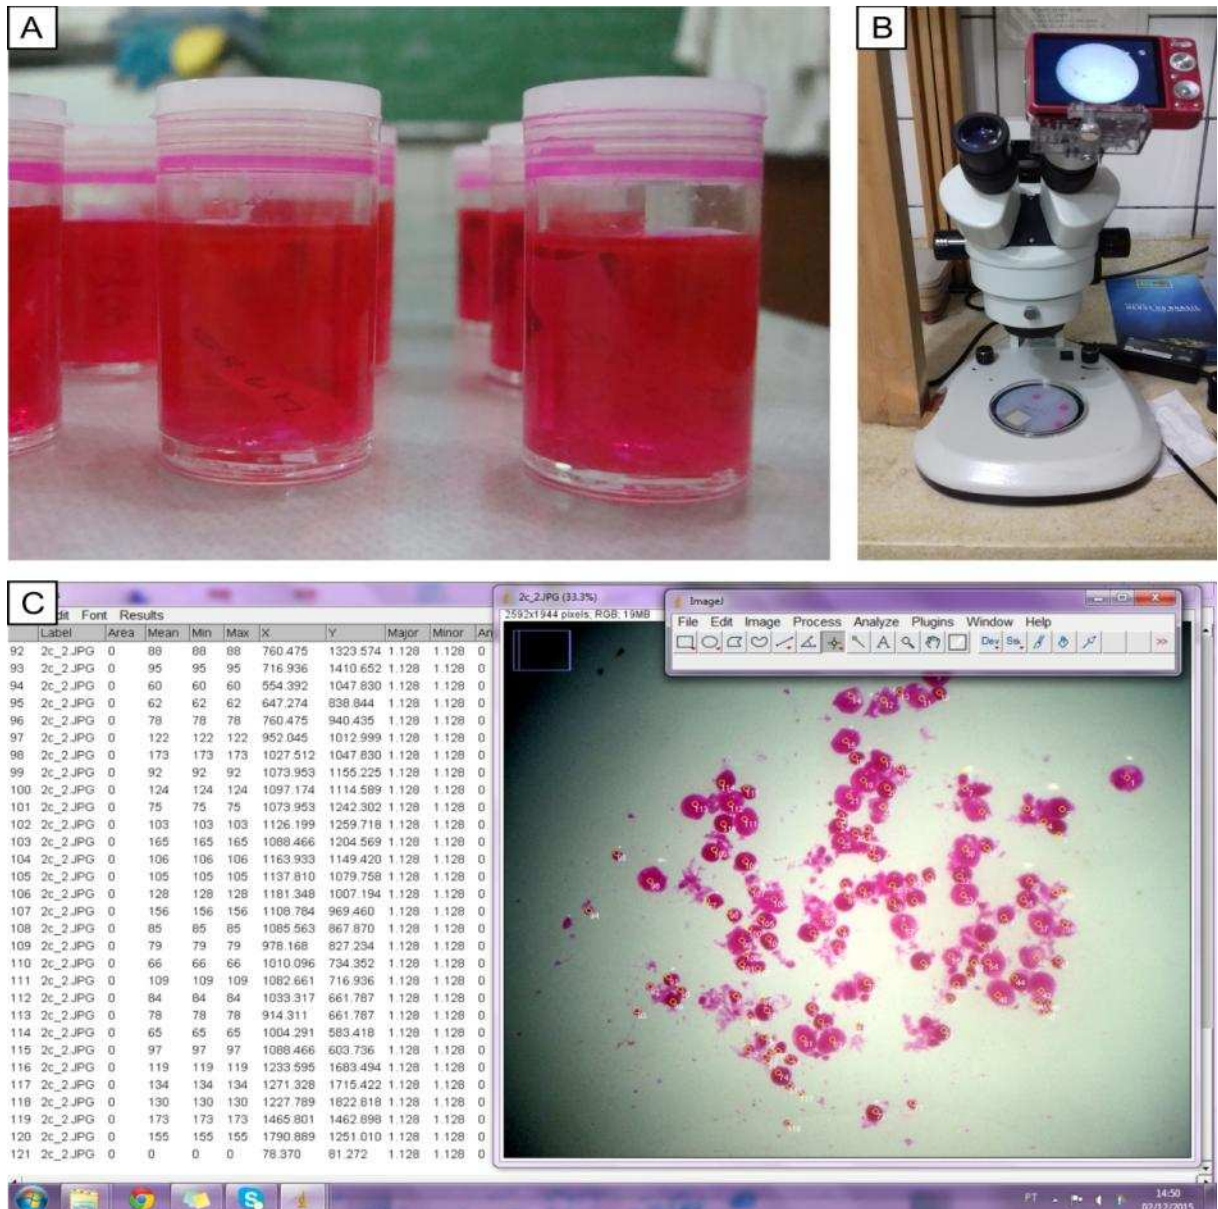 A
B
C
Font Results
Label Area Mean Min Max X Y Major Minor An
92 2c_2.JPG 0 88 88 88 760.475 1323.574 1.128 1.128 0
93 2c_2.JPG 0 95 95 95 716.936 1410.652 1.128 1.128 0
94 2c_2.JPG 0 60 60 60 554.392 1047.830 1.128 1.128 0
95 2c_2.JPG 0 62 62 62 647.274 838.844 1.128 1.128 0
96 2c_2.JPG 0 78 78 78 760.475 940.435 1.128 1.128 0
97 2c_2.JPG 0 122 122 122 952.045 1012.999 1.128 1.128 0
98 2c_2.JPG 0 173 173 173 1027.512 1047.830 1.128 1.128 0
99 2c_2.JPG 0 92 92 92 1073.953 1155.225 1.128 1.128 0
100 2c_2.JPG 0 124 124 124 1097.174 1114.589 1.128 1.128 0
101 2c_2.JPG 0 75 75 75 1073.953 1242.302 1.128 1.128 0
102 2c_2.JPG 0 103 103 103 1126.199 1259.718 1.128 1.128 0
103 2c_2.JPG 0 165 165 165 1088.466 1204.569 1.128 1.128 0
104 2c_2.JPG 0 106 106 106 1163.933 1149.420 1.128 1.128 0
105 2c_2.JPG 0 105 105 105 1137.810 1079.758 1.128 1.128 0
106 2c_2.JPG 0 128 128 128 1181.348 1007.194 1.128 1.128 0
107 2c_2.JPG 0 156 156 156 1108.784 969.460 1.128 1.128 0
108 2c_2.JPG 0 85 85 85 1085.563 867.870 1.128 1.128 0
109 2c_2.JPG 0 79 79 79 978.168 827.234 1.128 1.128 0
110 2c_2.JPG 0 66 66 66 1010.096 734.352 1.128 1.128 0
111 2c_2.JPG 0 109 109 109 1082.661 716.936 1.128 1.128 0
112 2c_2.JPG 0 84 84 84 1033.317 661.787 1.128 1.128 0
113 2c_2.JPG 0 78 78 78 914.311 661.787 1.128 1.128 0
114 2c_2.JPG 0 65 65 65 1004.291 583.418 1.128 1.128 0
115 2c_2.JPG 0 97 97 97 1088.466 603.736 1.128 1.128 0
116 2c_2.JPG 0 119 119 119 1233.595 1683.494 1.128 1.128 0
117 2c_2.JPG 0 134 134 134 1271.328 1715.422 1.128 1.128 0
118 2c_2.JPG 0 130 130 130 1227.789 1822.818 1.128 1.128 0
119 2c_2.JPG 0 173 173 173 1465.801 1462.898 1.128 1.128 0
120 2c_2.JPG 0 155 155 155 1790.889 1251.010 1.128 1.128 0
121 2c_2.JPG 0 0 0 0 78.370 81.272 1.128 1.128 0
2c_2.JPG (33.3%)
2592x1944 pixels; RGB; 19MB
ImageJ
File Edit Image Process Analyze Plugins Window Help
Dev Stk >>
PT
14:50
02/12/2015